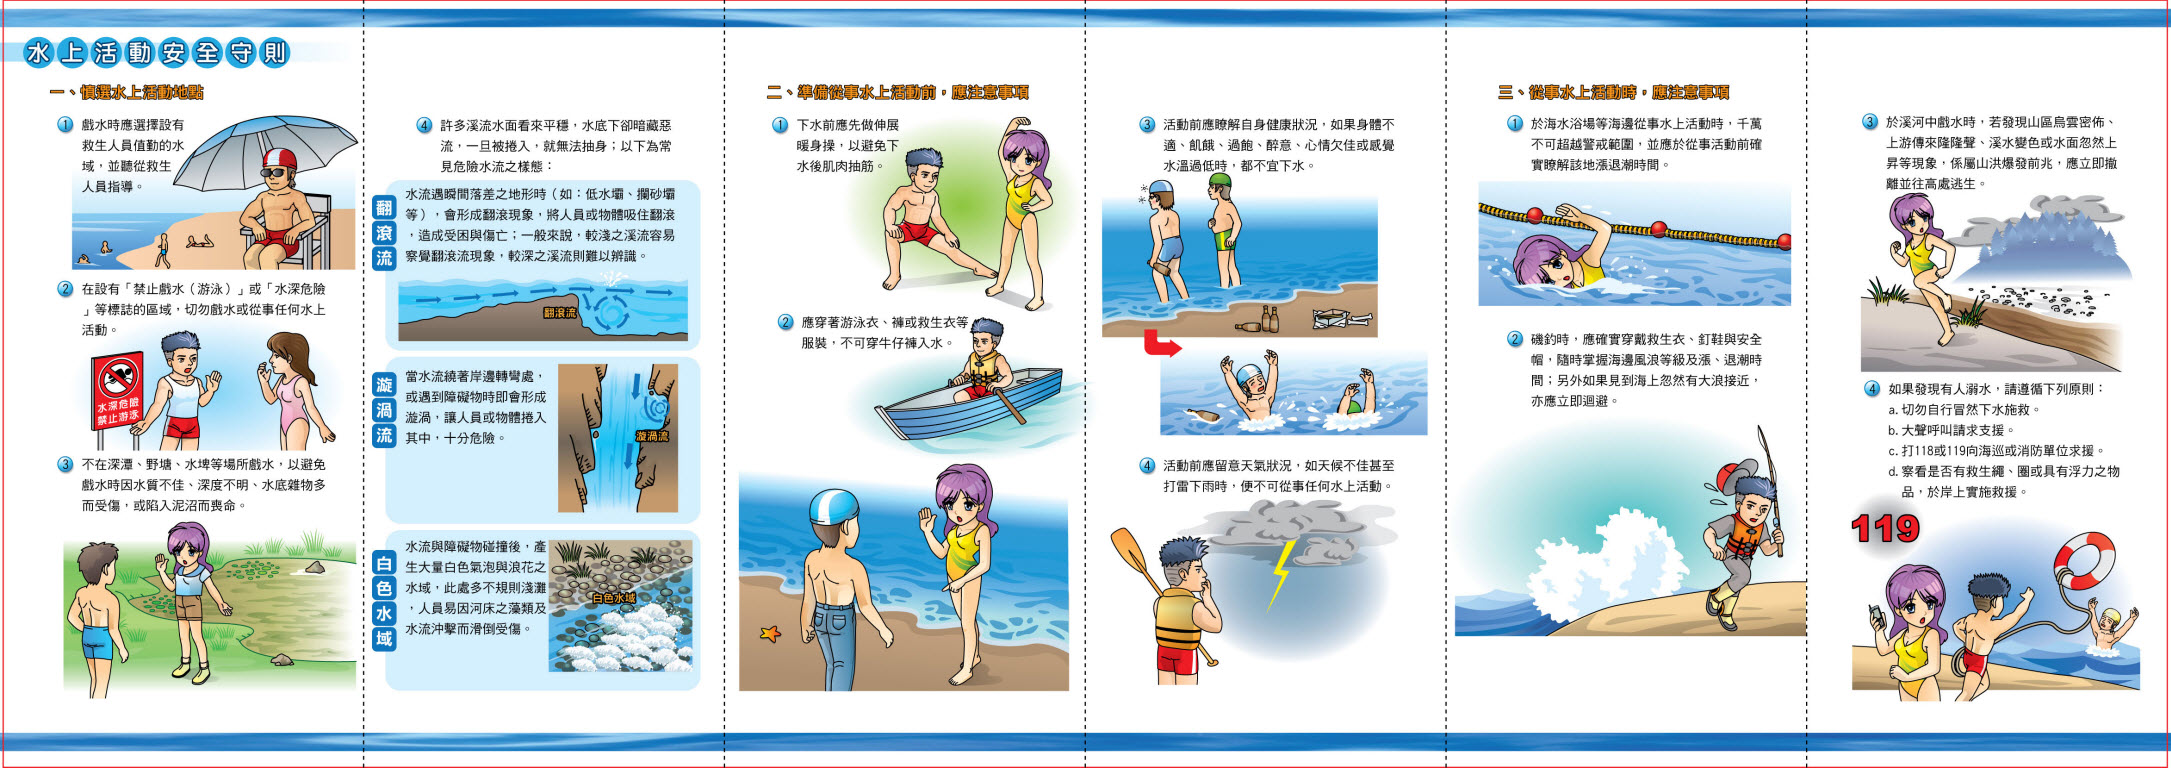 水上活動安全守則
一、慎選水上活動地點
1 戲水時應選擇設有
救生人員值勤的水
域，並聽從救生
人員指導。
2 在設有「禁止戲水（游泳）」或「水深危險
」等標誌的區域，切勿戲水或從事任何水上
活動。
水深危險
禁止游泳
3 不在深潭、野塘、水埤等場所戲水，以避免
戲水時因水質不佳、深度不明、水底雜物多
而受傷，或陷入泥沼而喪命。
4 許多溪流水面看來平穩，水底下卻暗藏惡
流，一旦被捲入，就無法抽身；以下為常
見危險水流之樣態：
翻滾流
水流遇瞬間落差之地形時（如：低水壩、攔砂壩
等），會形成翻滾現象，將人員或物體吸住翻滾
，造成受困與傷亡；一般來說，較淺之溪流容易
察覺翻滾流現象，較深之溪流則難以辨識。
翻滾流
漩渦流
當水流繞著岸邊轉彎處，
或遇到障礙物時即會形成
漩渦，讓人員或物體捲入
其中，十分危險。
漩渦流
白色水域
水流與障礙物碰撞後，產
生大量白色氣泡與浪花之
水域，此處多不規則淺灘
，人員易因河床之藻類及
水流沖擊而滑倒受傷。
白色水域
二、準備從事水上活動前，應注意事項
1 下水前應先做伸展
暖身操，以避免下
水後肌肉抽筋。
2 應穿著游泳衣、褲或救生衣等
服裝，不可穿牛仔褲入水。
3 活動前應瞭解自身健康狀況，如果身體不
適、飢餓、過飽、醉意、心情欠佳或感覺
水溫過低時，都不宜下水。
4 活動前應留意天氣狀況，如天候不佳甚至
打雷下雨時，便不可從事任何水上活動。
三、從事水上活動時，應注意事項
1 於海水浴場等海邊從事水上活動時，千萬
不可超越警戒範圍，並應於從事活動前確
實瞭解該地漲退潮時間。
2 磯釣時，應確實穿戴救生衣、釘鞋與安全
帽，隨時掌握海邊風浪等級及漲、退潮時
間；另外如果見到海上忽然有大浪接近，
亦應立即迴避。
3 於溪河中戲水時，若發現山區烏雲密佈、
上游傳來隆隆聲、溪水變色或水面忽然上
昇等現象，係屬山洪爆發前兆，應立即撤
離並往高處逃生。
4 如果發現有人溺水，請遵循下列原則：
a. 切勿自行冒然下水施救。
b. 大聲呼叫請求支援。
c. 打118或119向海巡或消防單位求援。
d. 察看是否有救生繩、圈或具有浮力之物
品，於岸上實施救援。
119